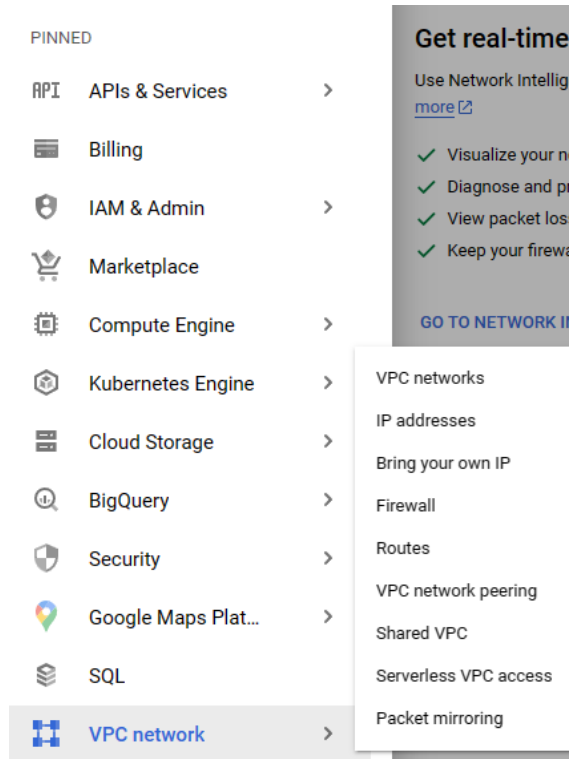 PINNED
API APIs & Services
Billing
IAM & Admin
Marketplace
Compute Engine
Kubernetes Engine
Cloud Storage
BigQuery
Security
Google Maps Plat...
SQL
VPC network
Get real-time
Use Network Intellig
more
Visualize your n
Diagnose and pr
View packet los
Keep your firewa
GO TO NETWORK I
VPC networks
IP addresses
Bring your own IP
Firewall
Routes
VPC network peering
Shared VPC
Serverless VPC access
Packet mirroring